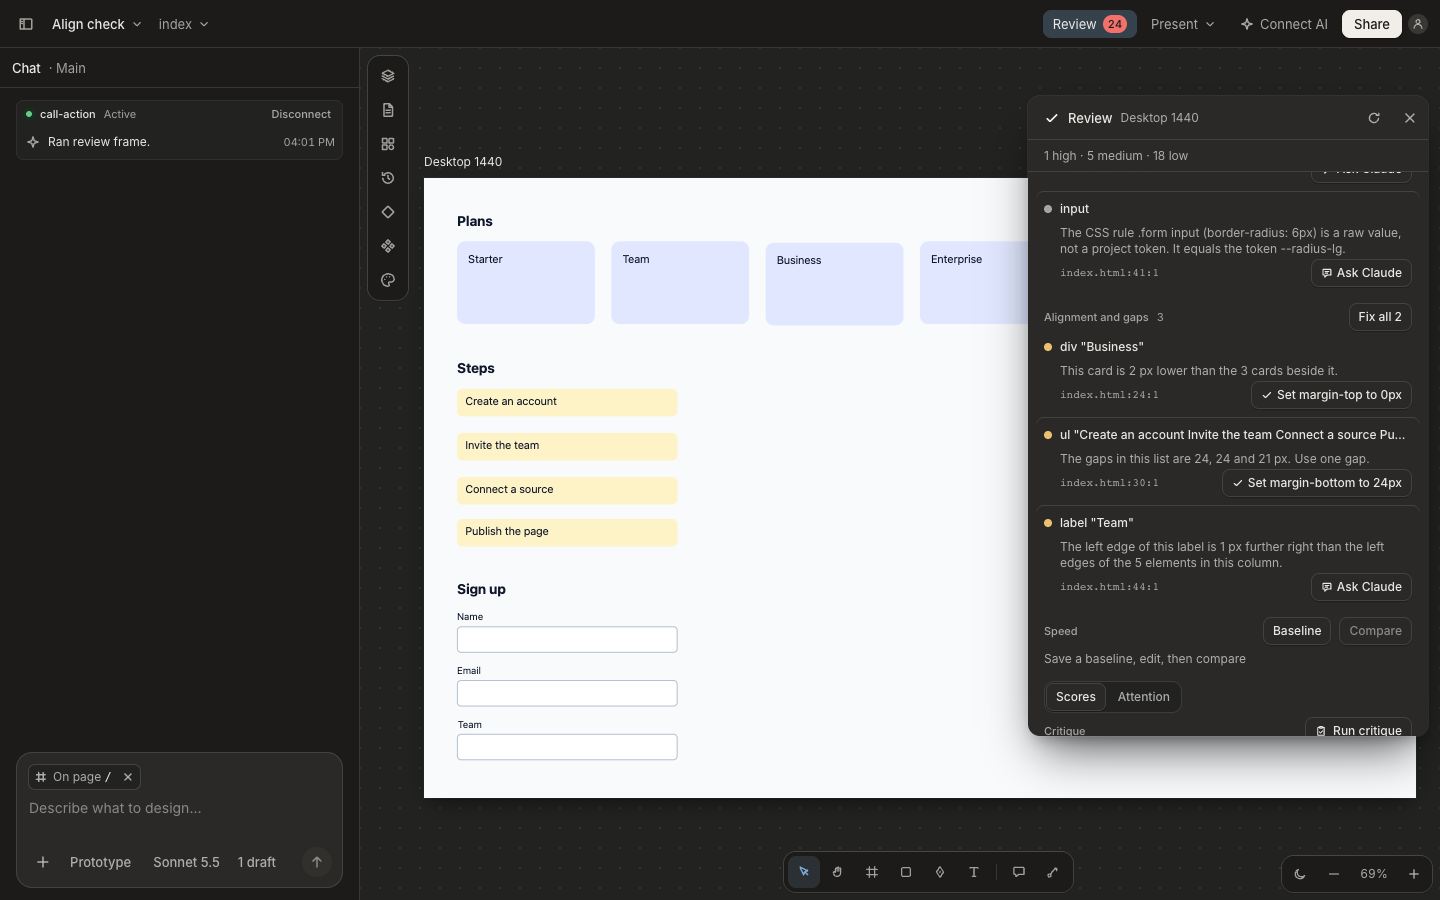 Align check
index
Review 24
Present
Connect AI
Share
Chat · Main
call-action Active Disconnect
Ran review frame. 04:01 PM
Desktop 1440
Plans
Starter
Team
Business
Enterprise
Steps
Create an account
Invite the team
Connect a source
Publish the page
Sign up
Name
Email
Team
Review Desktop 1440
1 high · 5 medium · 18 low
Ask Claude
input
The CSS rule .form input (border-radius: 6px) is a raw value,
not a project token. It equals the token --radius-lg.
index.html:41:1
Ask Claude
Alignment and gaps 3
Fix all 2
div "Business"
This card is 2 px lower than the 3 cards beside it.
index.html:24:1
Set margin-top to 0px
ul "Create an account Invite the team Connect a source Pu...
The gaps in this list are 24, 24 and 21 px. Use one gap.
index.html:30:1
Set margin-bottom to 24px
label "Team"
The left edge of this label is 1 px further right than the left
edges of the 5 elements in this column.
index.html:44:1
Ask Claude
Speed
Baseline
Compare
Save a baseline, edit, then compare
Scores
Attention
Critique
Run critique
On page /
Describe what to design...
Prototype
Sonnet 5.5
1 draft
69%